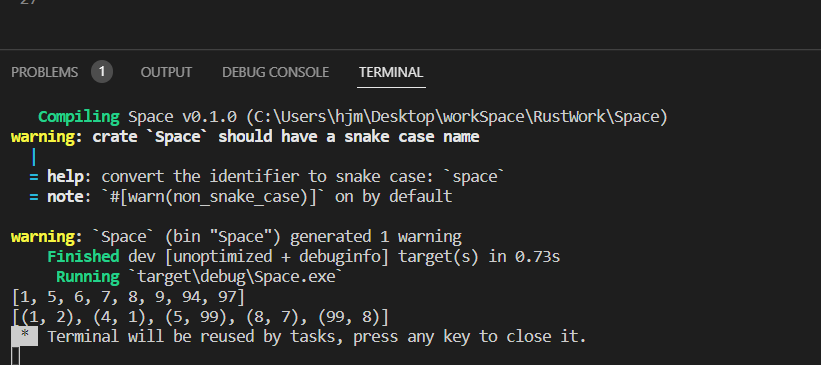 27
PROBLEMS 1 OUTPUT DEBUG CONSOLE TERMINAL
Compiling Space v0.1.0 (C:\Users\hjm\Desktop\workSpace\RustWork\Space)
warning: crate `Space` should have a snake case name
|
= help: convert the identifier to snake case: `space`
= note: `#[warn(non_snake_case)]` on by default
warning: `Space` (bin "Space") generated 1 warning
Finished dev [unoptimized + debuginfo] target(s) in 0.73s
Running `target\debug\Space.exe`
[1, 5, 6, 7, 8, 9, 94, 97]
[(1, 2), (4, 1), (5, 99), (8, 7), (99, 8)]
* Terminal will be reused by tasks, press any key to close it.